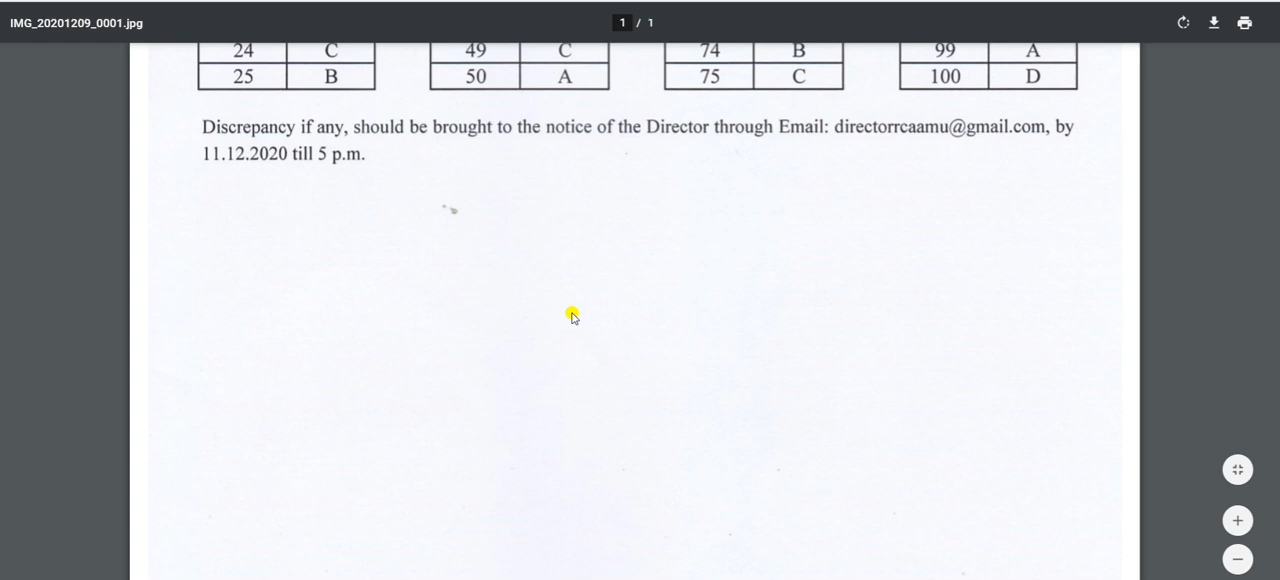 IMG_20201209_0001.jpg
1 / 1
24 C 49 C 74 B 99 A
25 B 50 A 75 C 100 D
Discrepancy if any, should be brought to the notice of the Director through Email: directorrcaamu@gmail.com, by
11.12.2020 till 5 p.m.